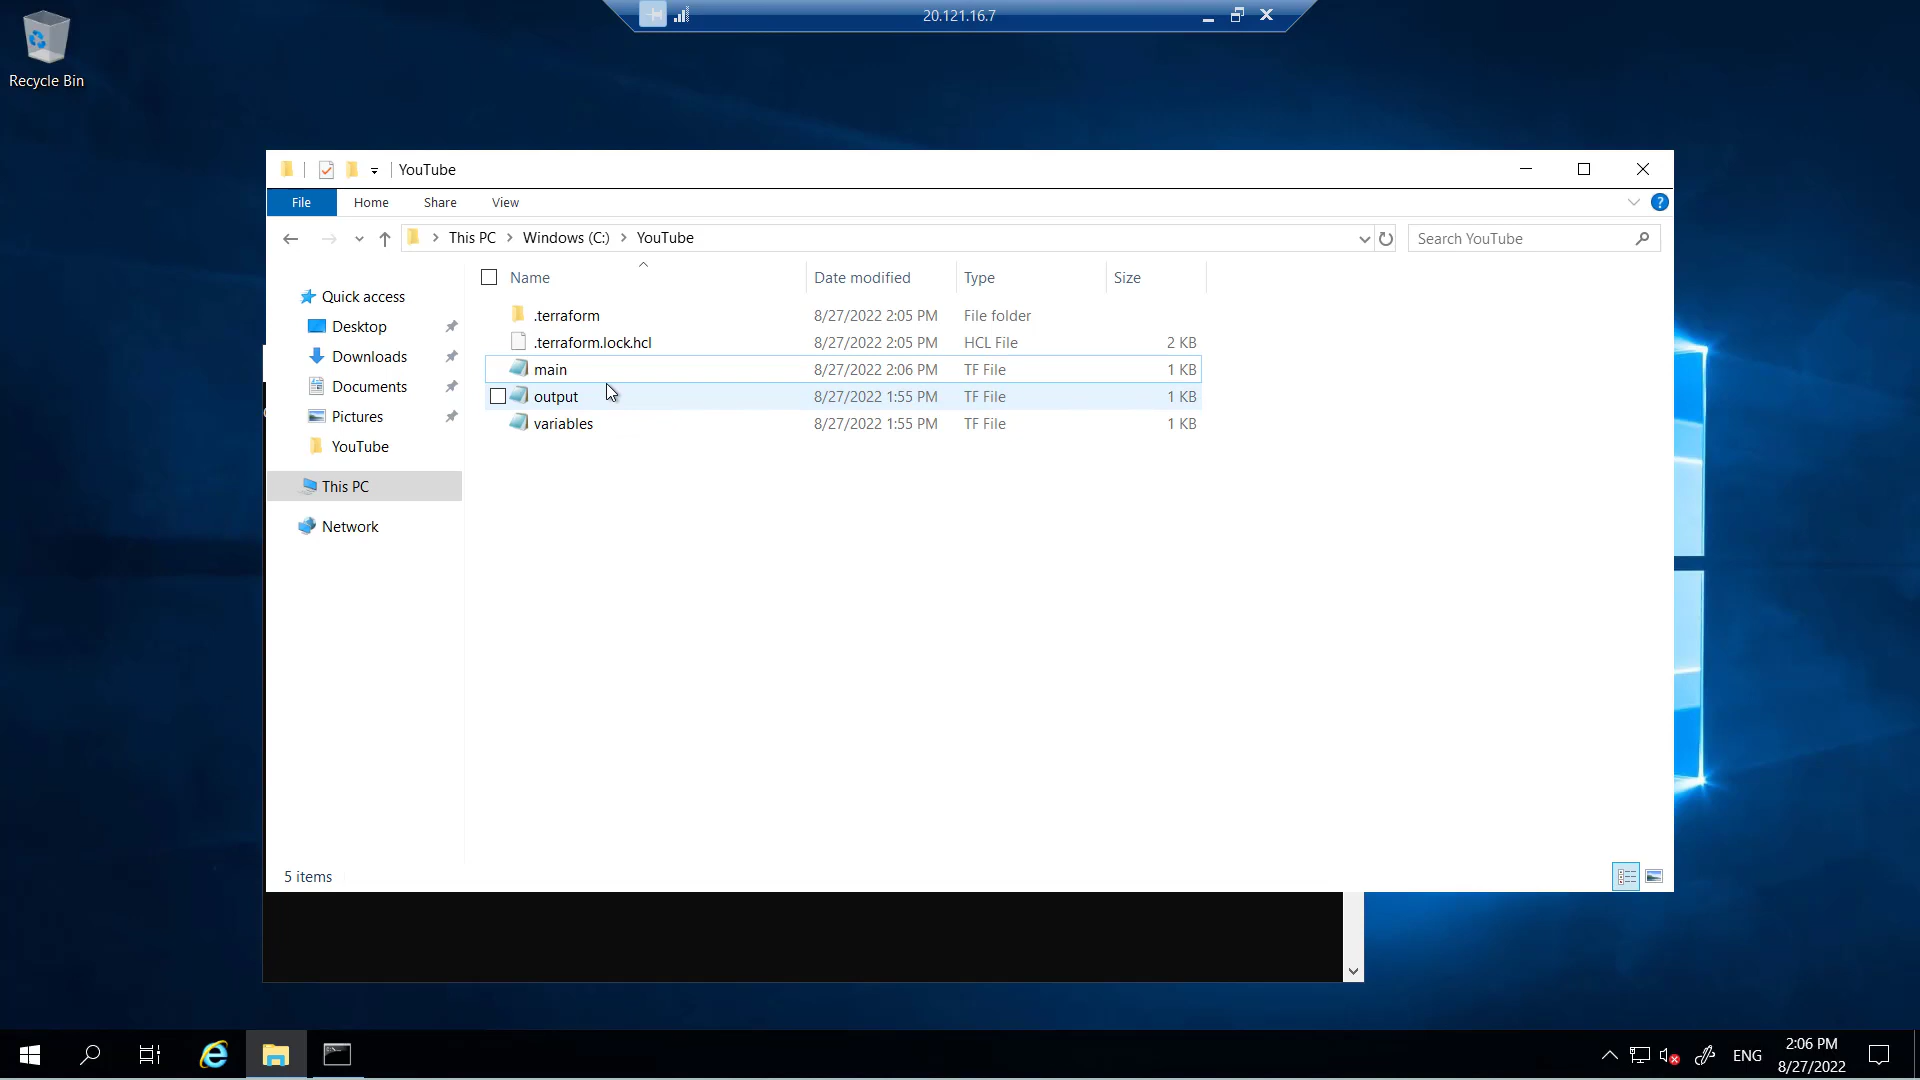 20.121.16.7
Recycle Bin
YouTube
File Home Share View
This PC Windows (C:) YouTube
Search YouTube
Name Date modified Type Size
Quick access
Desktop
Downloads
Documents
Pictures
YouTube
This PC
Network
.terraform 8/27/2022 2:05 PM File folder
.terraform.lock.hcl 8/27/2022 2:05 PM HCL File 2 KB
main 8/27/2022 2:06 PM TF File 1 KB
output 8/27/2022 1:55 PM TF File 1 KB
variables 8/27/2022 1:55 PM TF File 1 KB
5 items
ENG
2:06 PM
8/27/2022